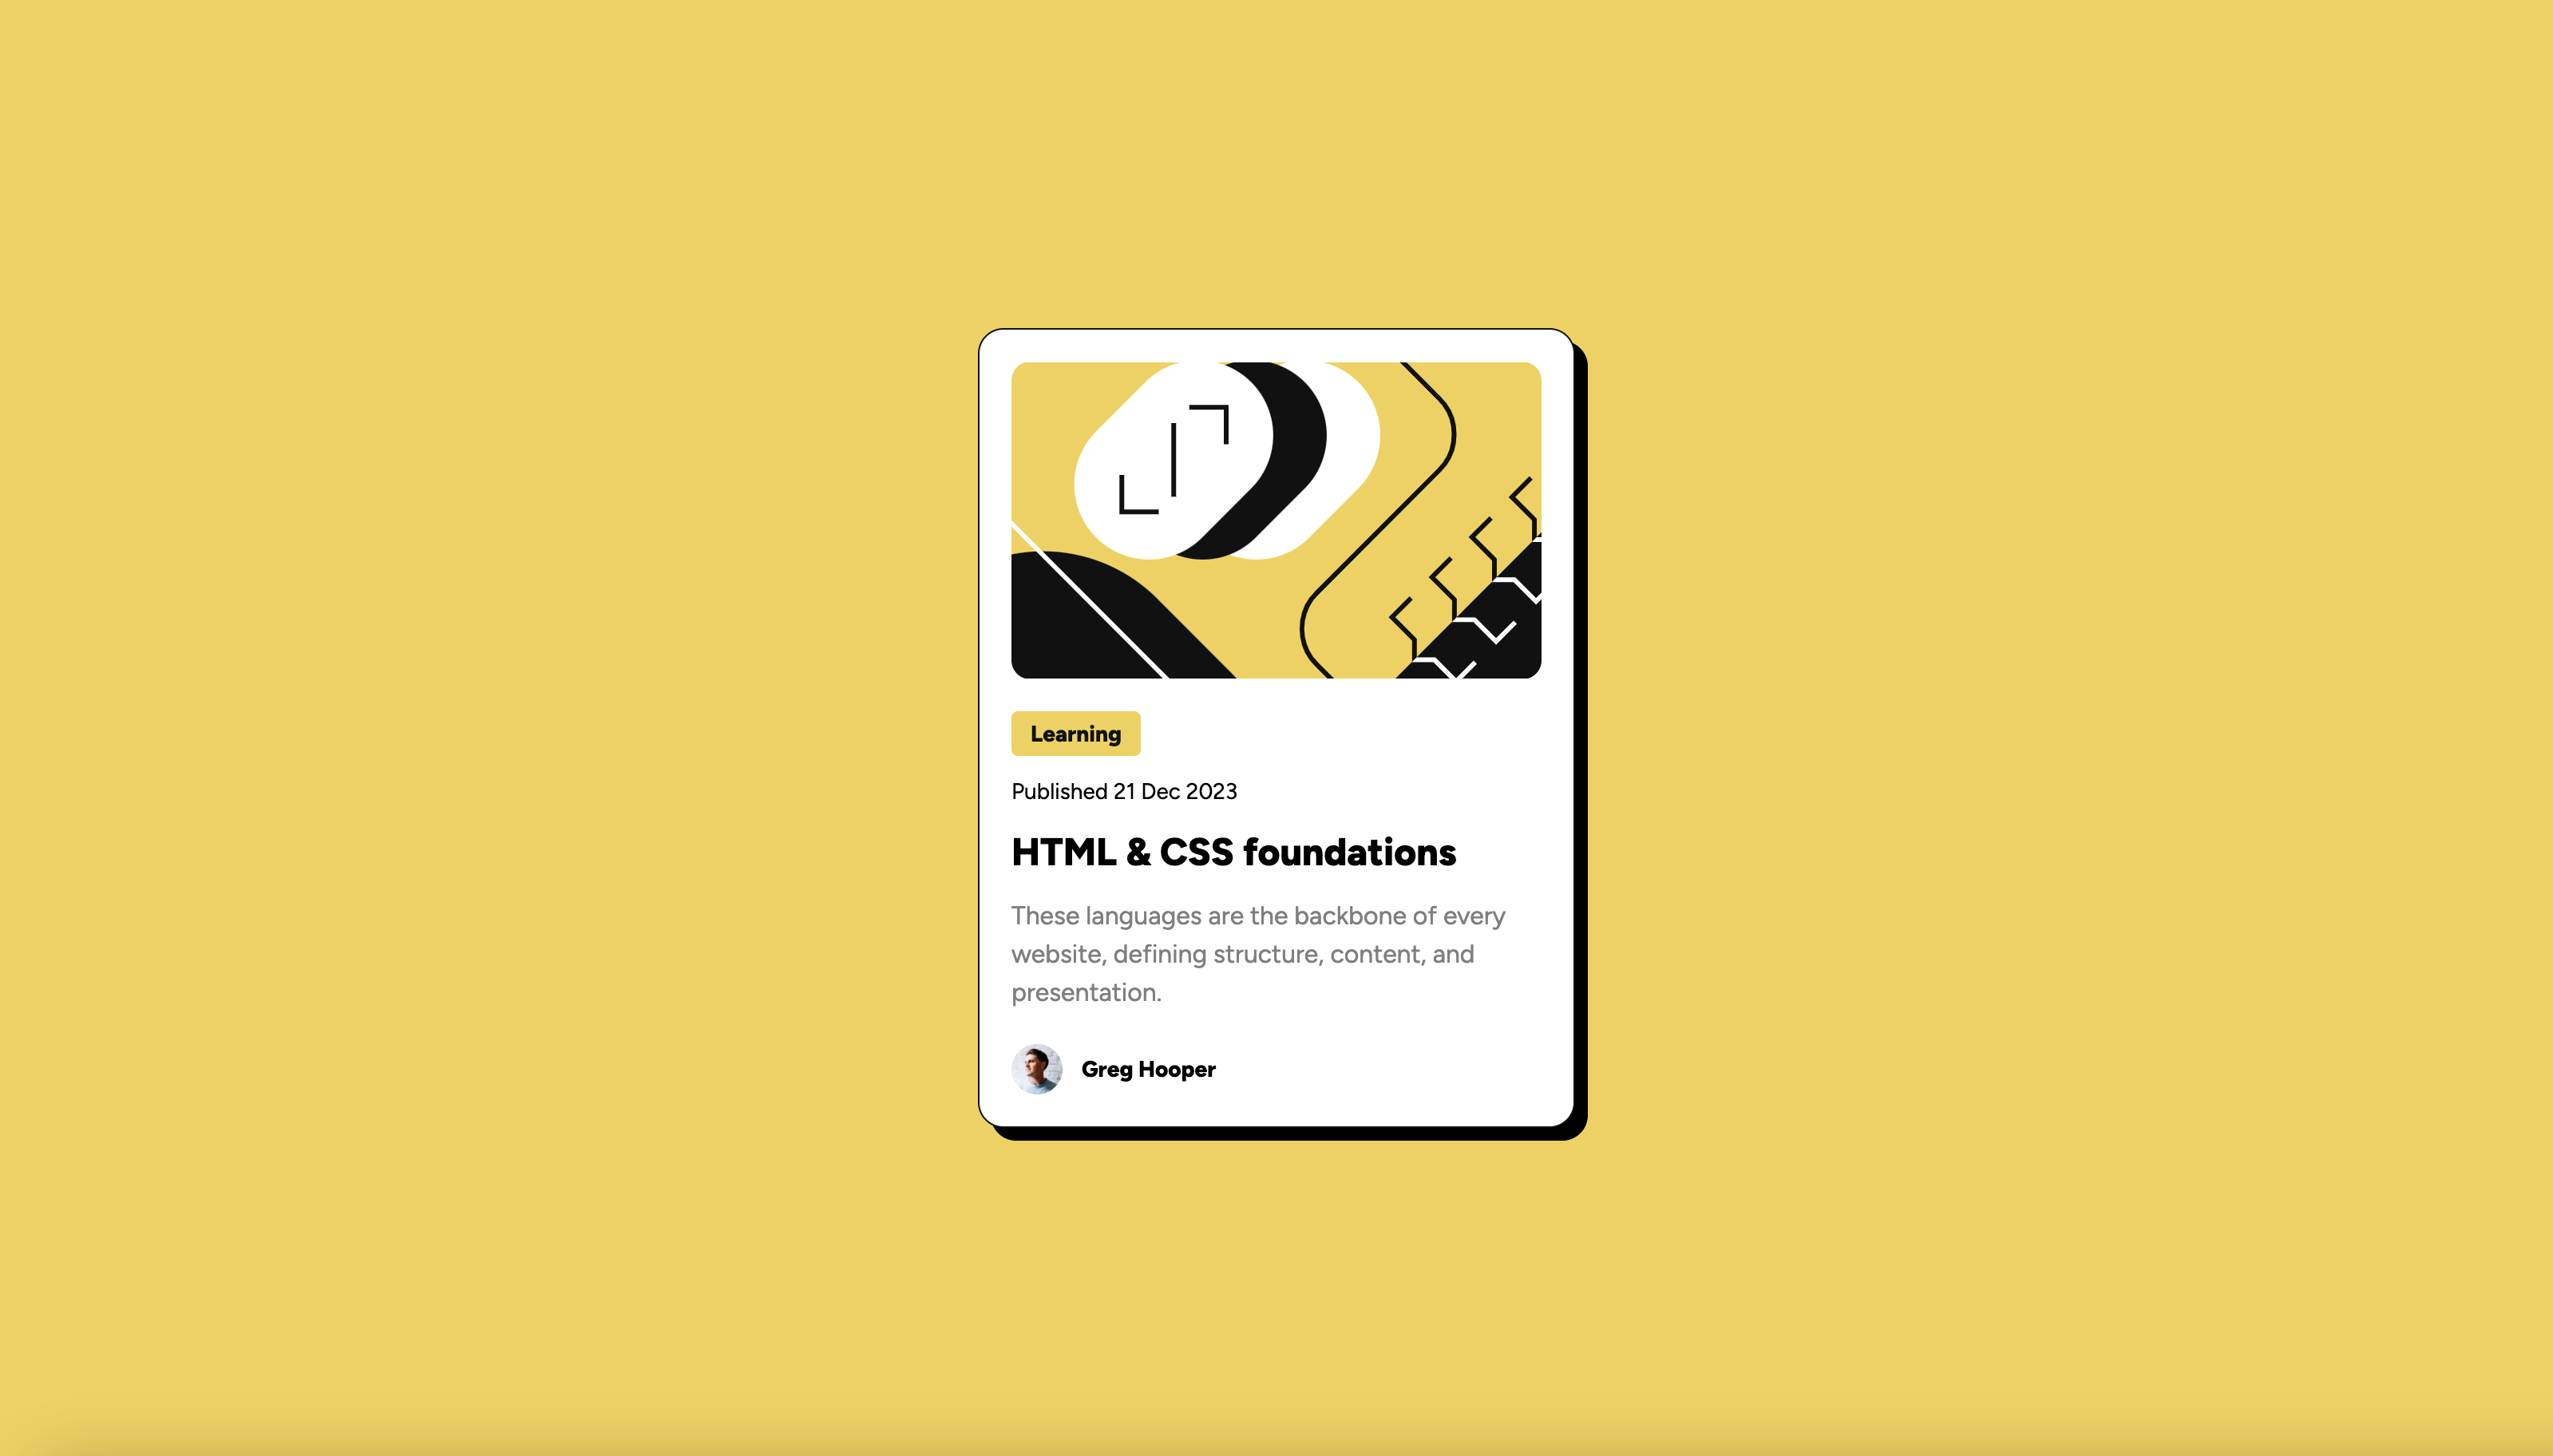 Learning
Published 21 Dec 2023
HTML & CSS foundations
These languages are the backbone of every
website, defining structure, content, and
presentation.
Greg Hooper